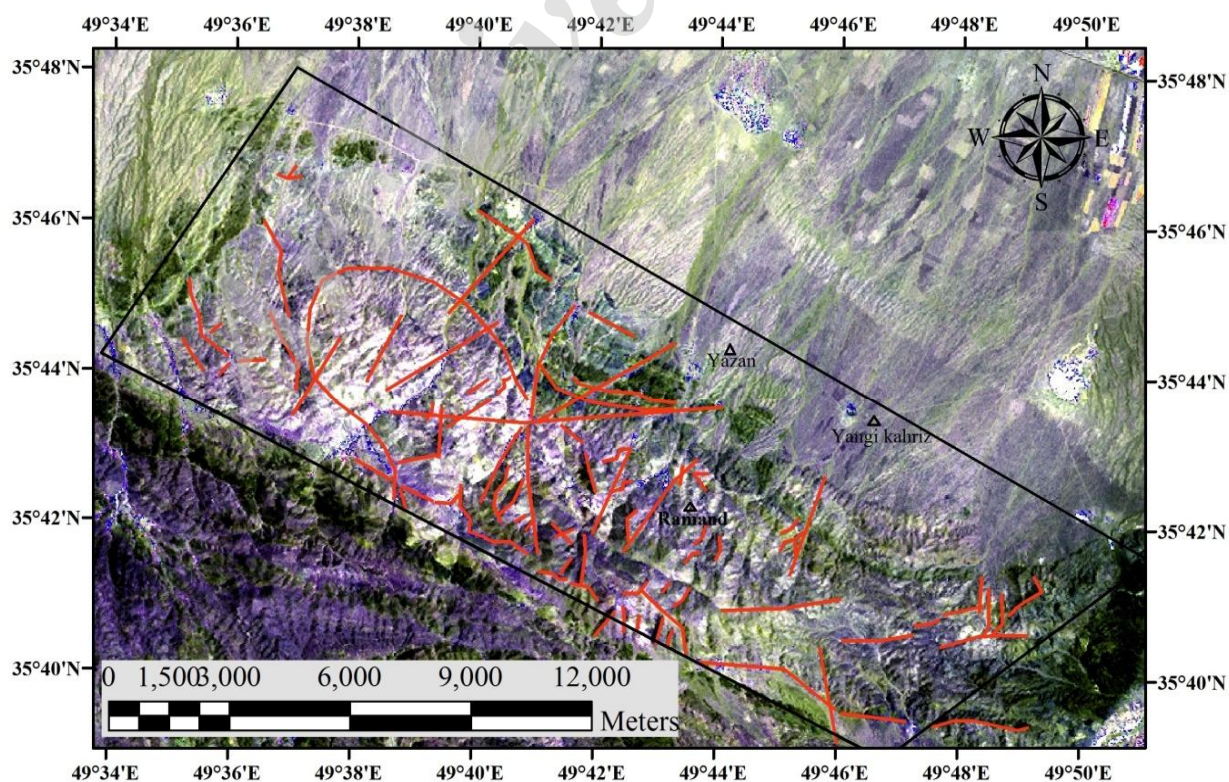 49°34'E 49°36'E 49°38'E 49°40'E 49°42'E 49°44'E 49°46'E 49°48'E 49°50'E
35°48'N 35°48'N
N
W E
S
35°46'N 35°46'N
35°44'N 35°44'N
Yazan
Yangi kahriz
35°42'N 35°42'N
Ramand
35°40'N 35°40'N
0 1,500 3,000 6,000 9,000 12,000
Meters
49°34'E 49°36'E 49°38'E 49°40'E 49°42'E 49°44'E 49°46'E 49°48'E 49°50'E